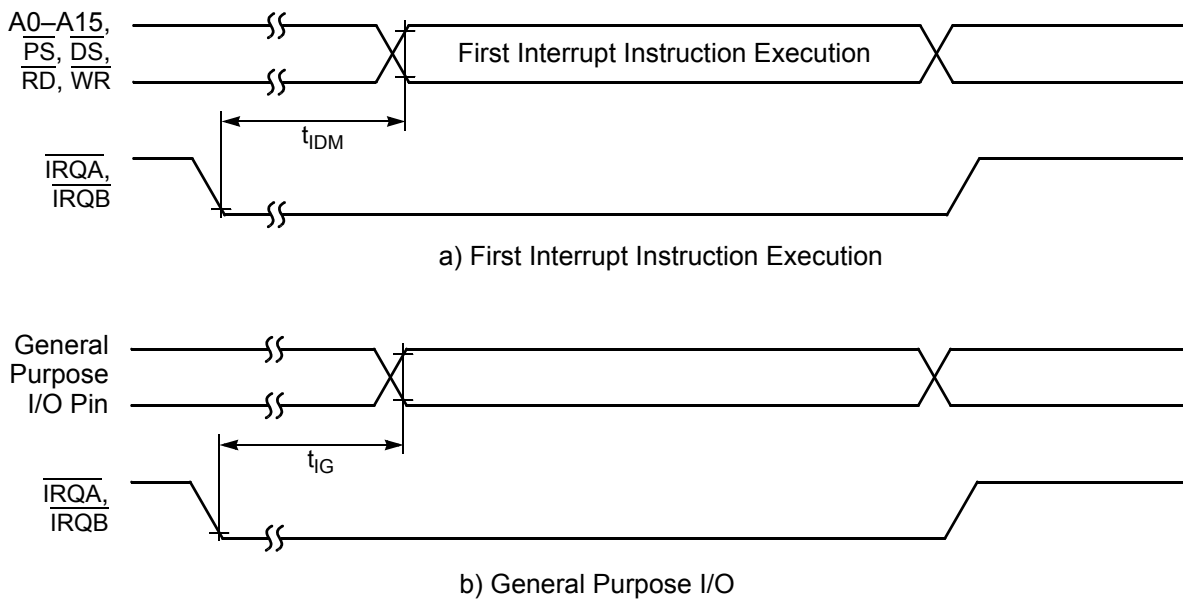 A0–A15,
PS, DS,
RD, WR
First Interrupt Instruction Execution
tIDM
IRQA,
IRQB
a) First Interrupt Instruction Execution
General
Purpose
I/O Pin
tIG
IRQA,
IRQB
b) General Purpose I/O